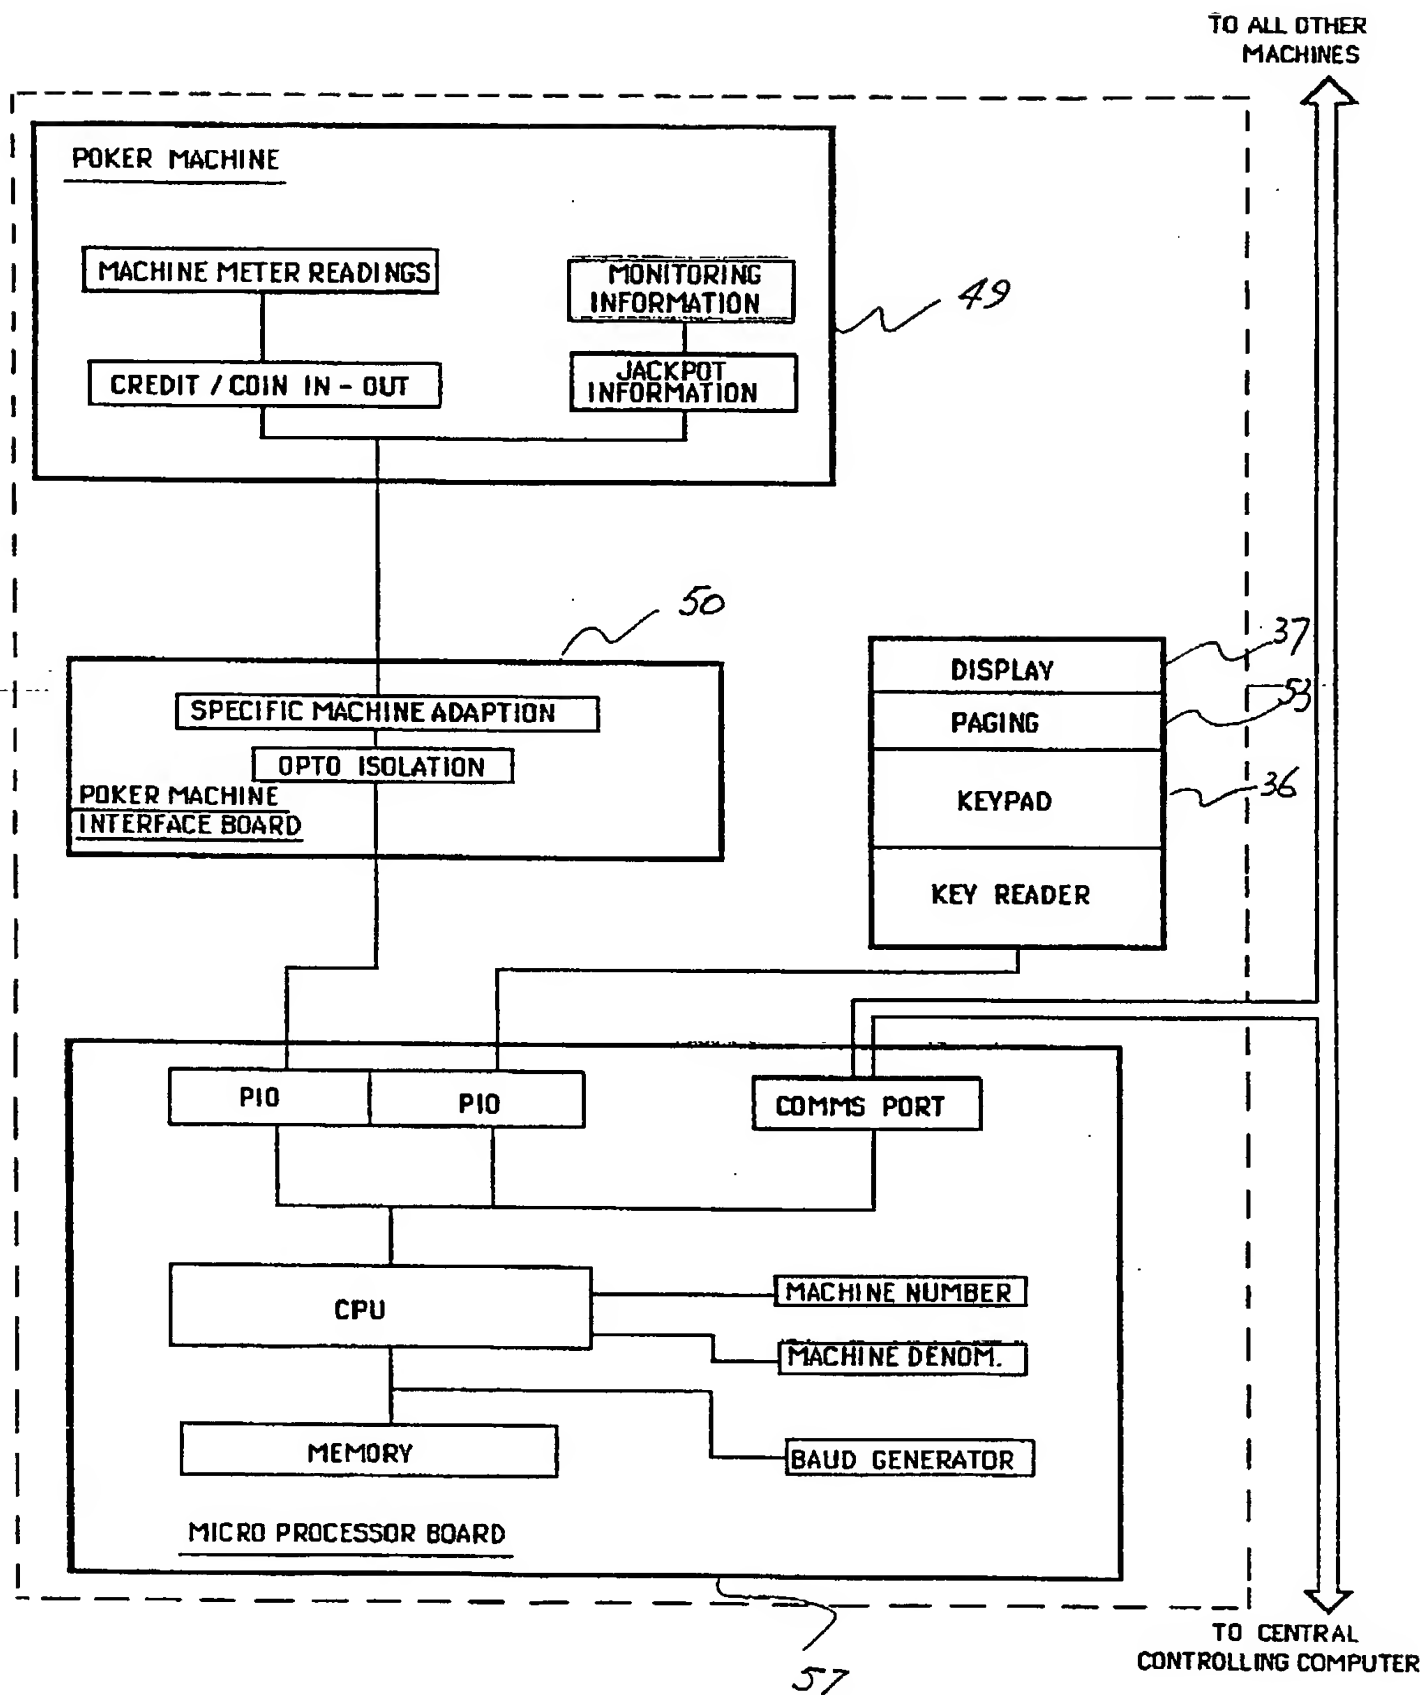 TO ALL OTHER
MACHINES
POKER MACHINE
MACHINE METER READINGS
MONITORING
INFORMATION
49
CREDIT / COIN IN - OUT
JACKPOT
INFORMATION
50
37
DISPLAY
53
SPECIFIC MACHINE ADAPTION
PAGING
OPTO ISOLATION
36
POKER MACHINE
INTERFACE BOARD
KEYPAD
KEY READER
PIO
PIO
COMMS PORT
CPU
MACHINE NUMBER
MACHINE DENOM.
MEMORY
BAUD GENERATOR
MICRO PROCESSOR BOARD
TO CENTRAL
CONTROLLING COMPUTER
57